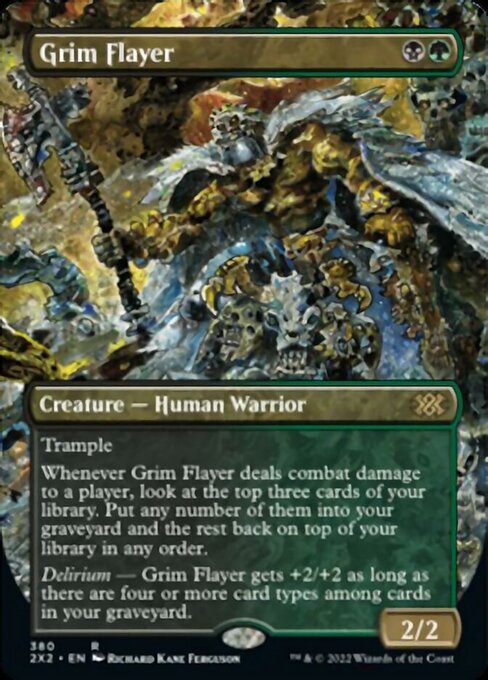 Grim Flayer
Creature — Human Warrior
Trample
Whenever Grim Flayer deals combat damage
to a player, look at the top three cards of your
library. Put any number of them into your
graveyard and the rest back on top of your
library in any order.
Delirium — Grim Flayer gets +2/+2 as long as
there are four or more card types among cards
in your graveyard.
2/2
380 R
2X2 • EN Richard Kane Ferguson
™ & © 2022 Wizards of the Coast